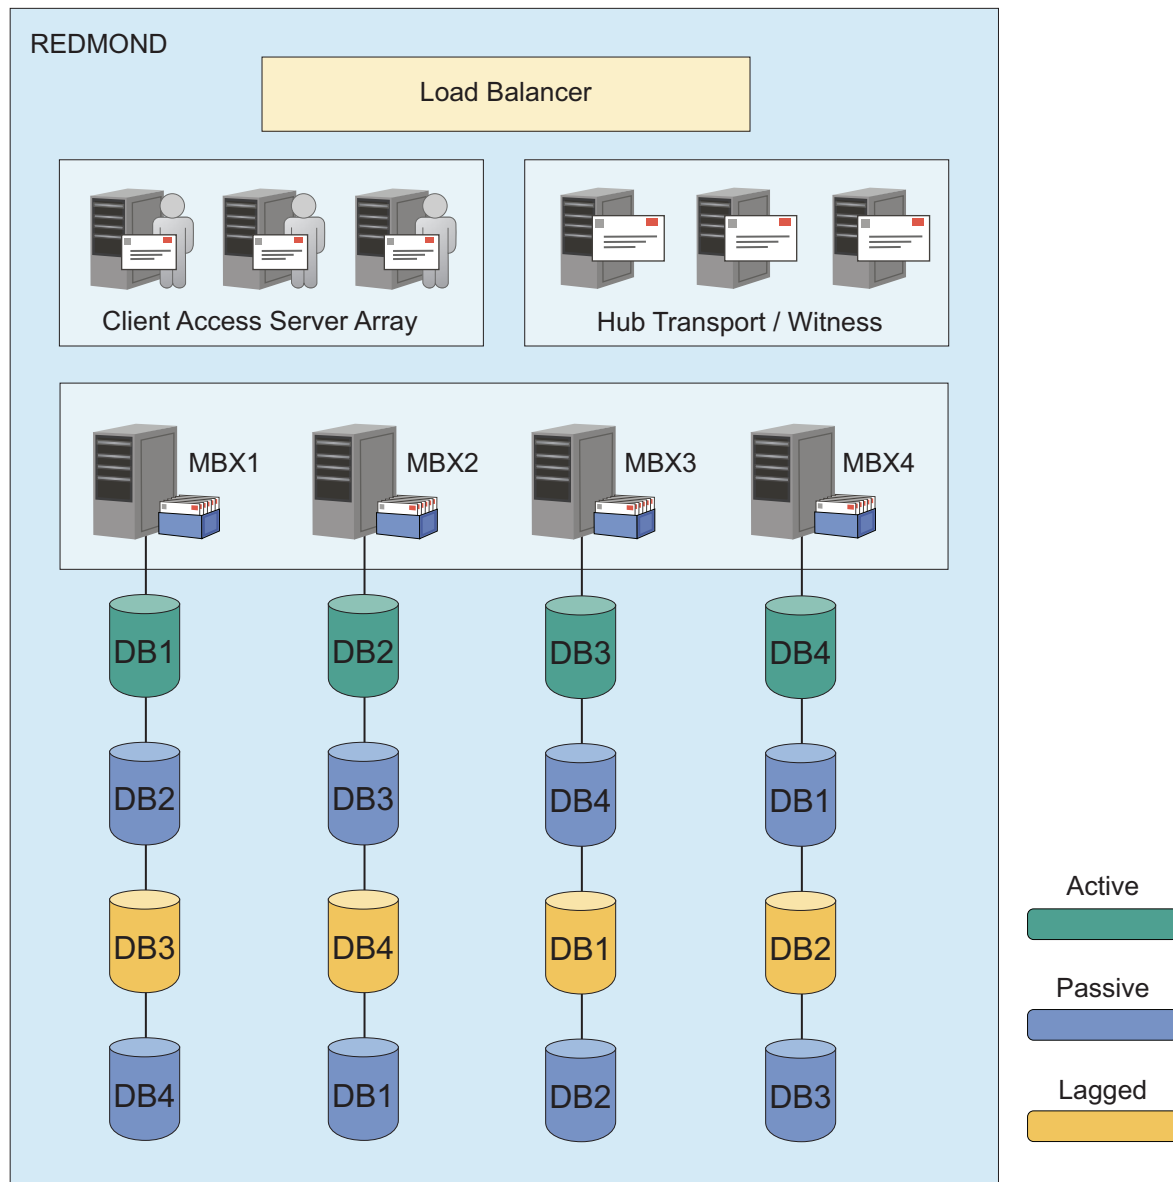 REDMOND
Load Balancer
Client Access Server Array
Hub Transport / Witness
MBX1
MBX2
MBX3
MBX4
DB1
DB2
DB3
DB4
DB2
DB3
DB4
DB1
DB3
DB4
DB1
DB2
DB4
DB1
DB2
DB3
Active
Passive
Lagged